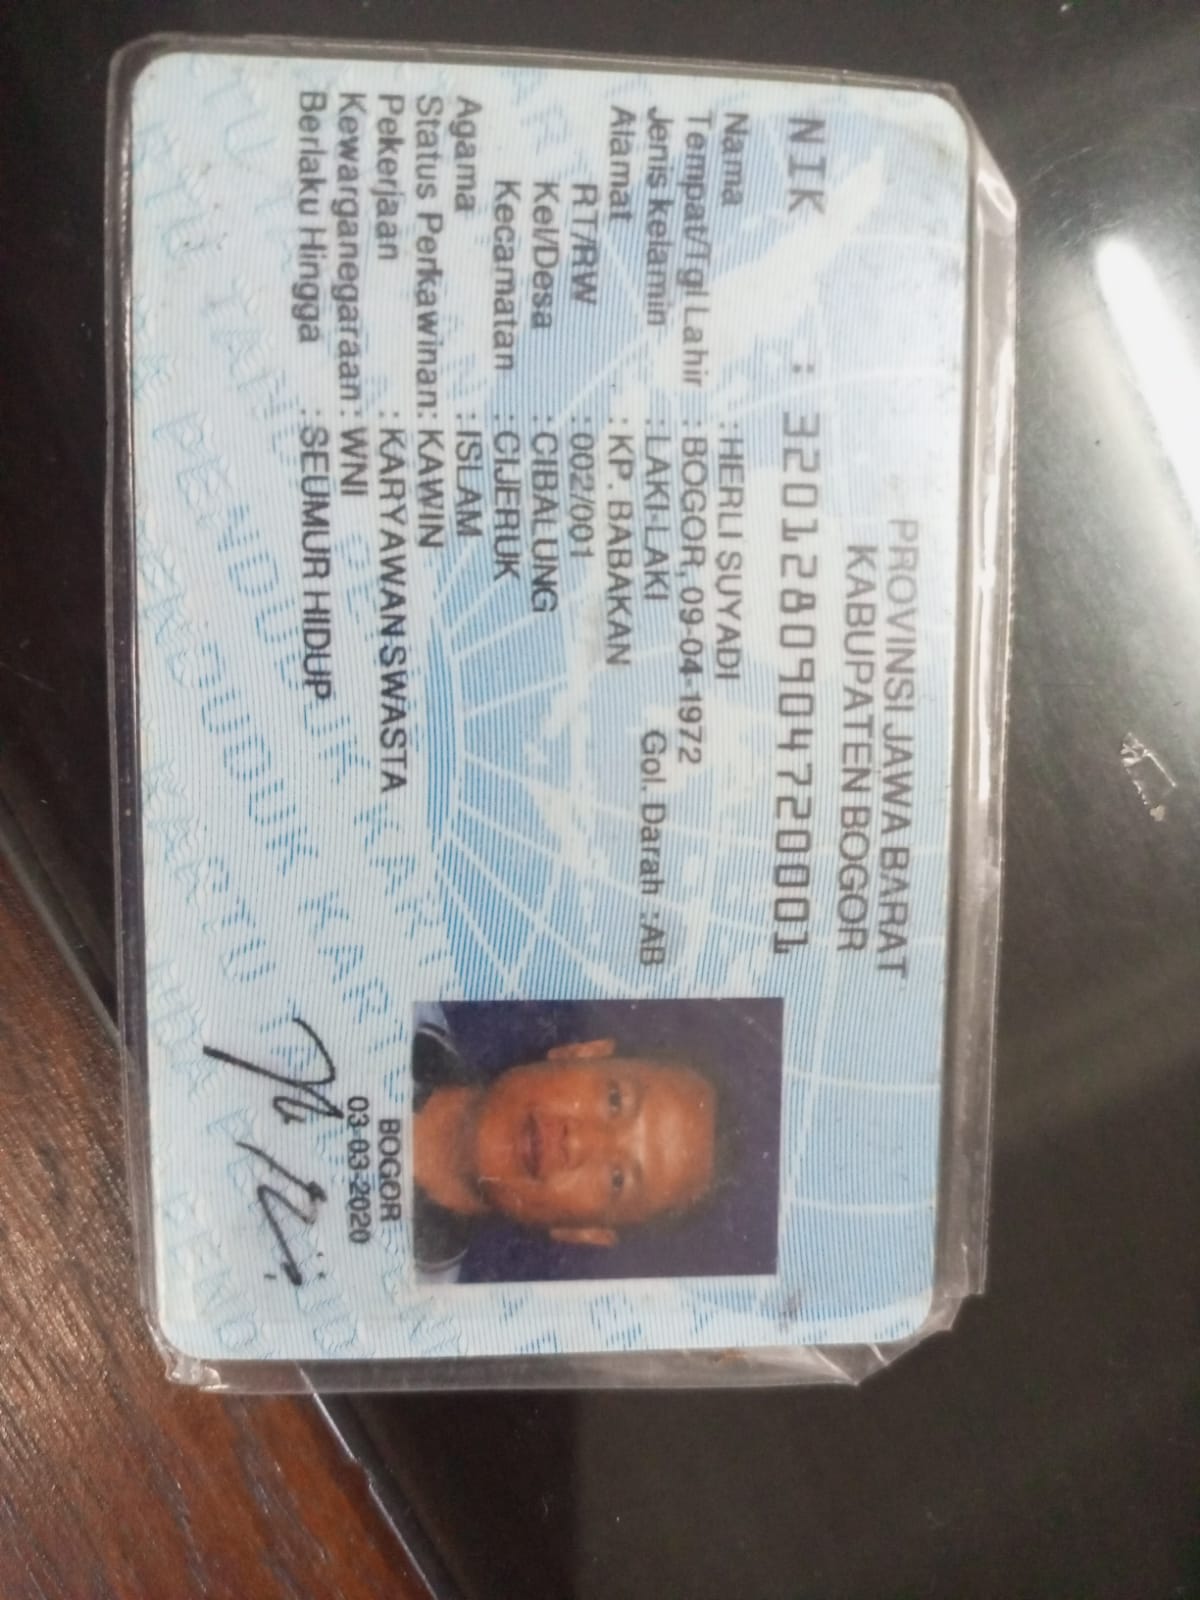 PROVINSI JAWA BARAT
KABUPATEN BOGOR
NIK : 3201280904720001
Nama : HERLI SUYADI
Tempat/Tgl Lahir : BOGOR, 09-04-1972
Jenis kelamin : LAKI-LAKI Gol. Darah : AB
Alamat : KP. BABAKAN
RT/RW : 002/001
Kel/Desa : CIBALUNG
Kecamatan : CIJERUK
Agama : ISLAM
Status Perkawinan: KAWIN
Pekerjaan : KARYAWAN SWASTA
Kewarganegaraan: WNI
Berlaku Hingga : SEUMUR HIDUP
BOGOR
03-03-2020